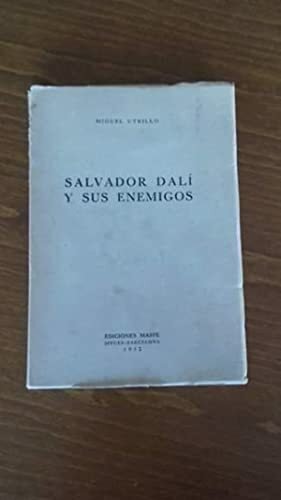 MIGUEL UTRILLO
SALVADOR DALÍ
Y SUS ENEMIGOS
EDICIONES MASPE
SITGES-BARCELONA
1952